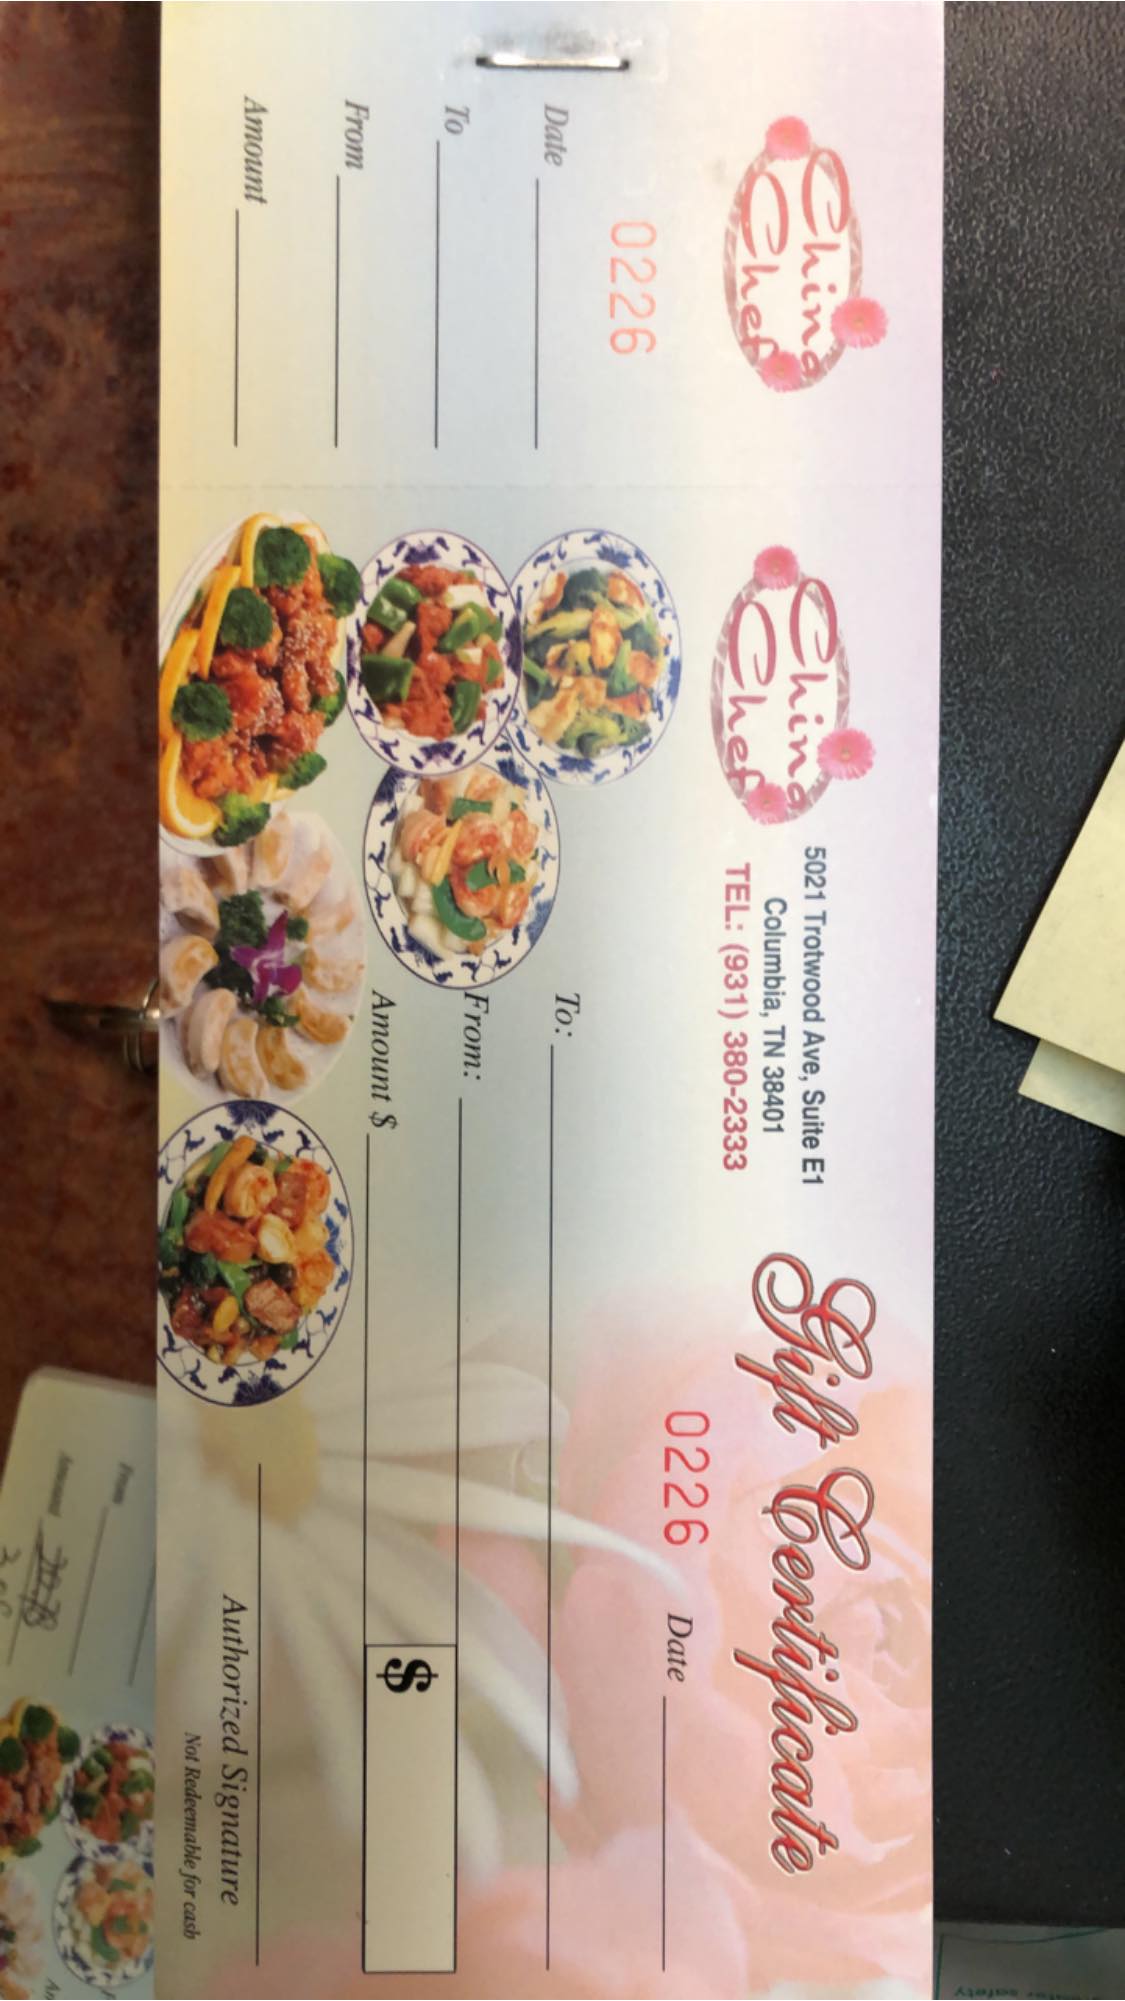 China
Chef
0226
Date
To
From
Amount
China
Chef
5021 Trotwood Ave, Suite E1
Columbia, TN 38401
TEL: (931) 380-2333
Gift Certificate
0226
Date
To:
From:
Amount $
$
Authorized Signature
Not Redeemable for cash
From
Amount